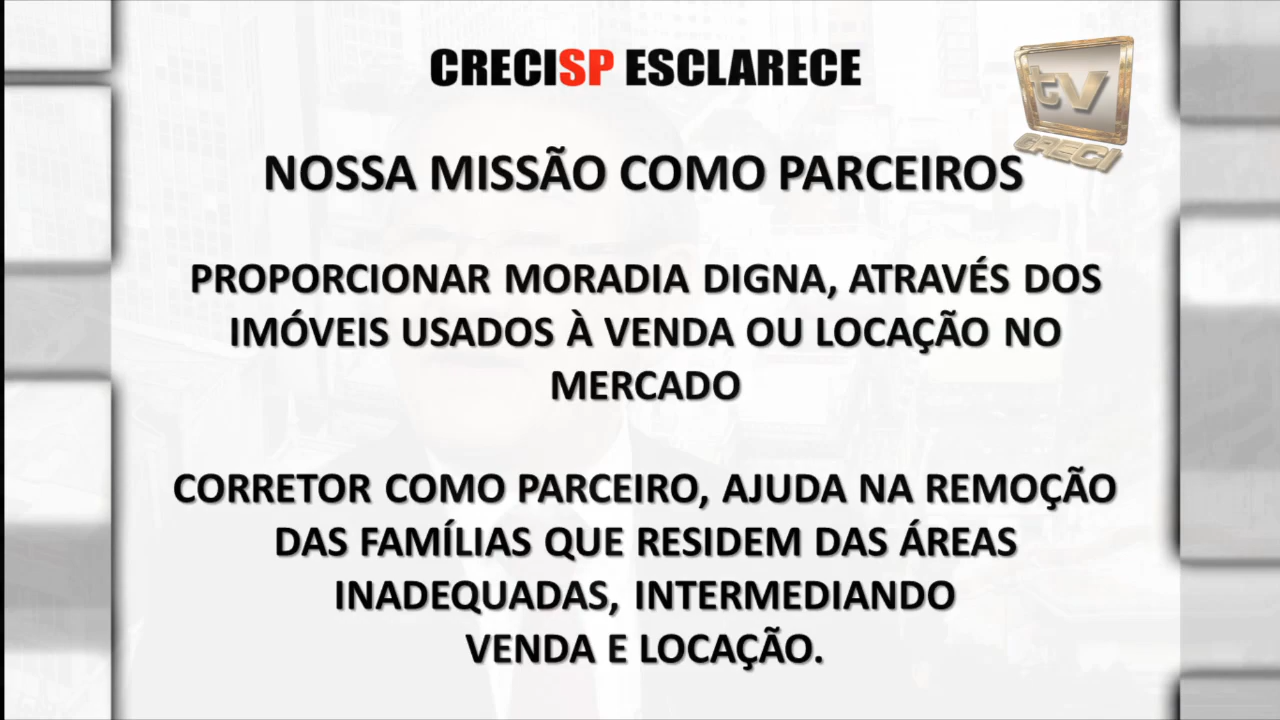 CRECISP ESCLARECE
tv
CRECI
NOSSA MISSÃO COMO PARCEIROS
PROPORCIONAR MORADIA DIGNA, ATRAVÉS DOS
IMÓVEIS USADOS À VENDA OU LOCAÇÃO NO
MERCADO
CORRETOR COMO PARCEIRO, AJUDA NA REMOÇÃO
DAS FAMÍLIAS QUE RESIDEM DAS ÁREAS
INADEQUADAS, INTERMEDIANDO
VENDA E LOCAÇÃO.